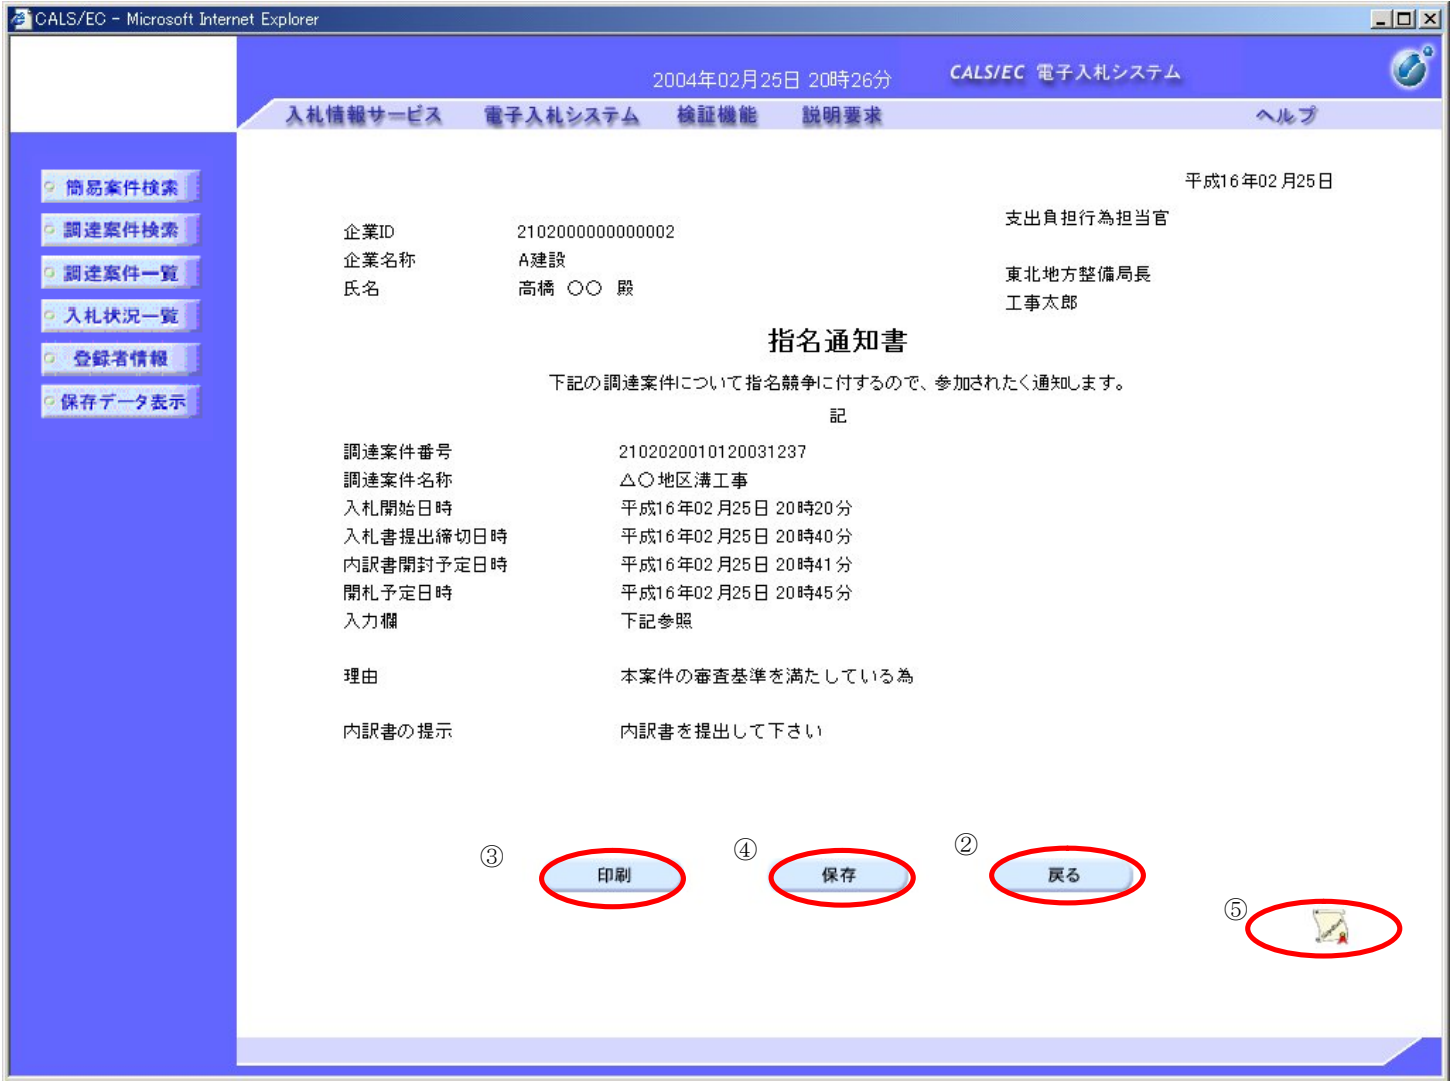 CALS/EC - Microsoft Internet Explorer
2004年02月25日 20時26分
CALS/EC 電子入札システム
入札情報サービス 電子入札システム 検証機能 説明要求 ヘルプ
簡易案件検索
調達案件検索
調達案件一覧
入札状況一覧
登録者情報
保存データ表示
平成16年02月25日
支出負担行為担当官
企業ID 2102000000000002
企業名称 A建設
東北地方整備局長
氏名 高橋 〇〇 殿
工事太郎
指名通知書
下記の調達案件について指名競争に付するので、参加されたく通知します。
記
調達案件番号 2102020010120031237
調達案件名称 △〇地区溝工事
入札開始日時 平成16年02月25日 20時20分
入札書提出締切日時 平成16年02月25日 20時40分
内訳書開封予定日時 平成16年02月25日 20時41分
開札予定日時 平成16年02月25日 20時45分
入力欄 下記参照
理由 本案件の審査基準を満たしている為
内訳書の提示 内訳書を提出して下さい
③ 印刷 ④ 保存 ② 戻る
⑤